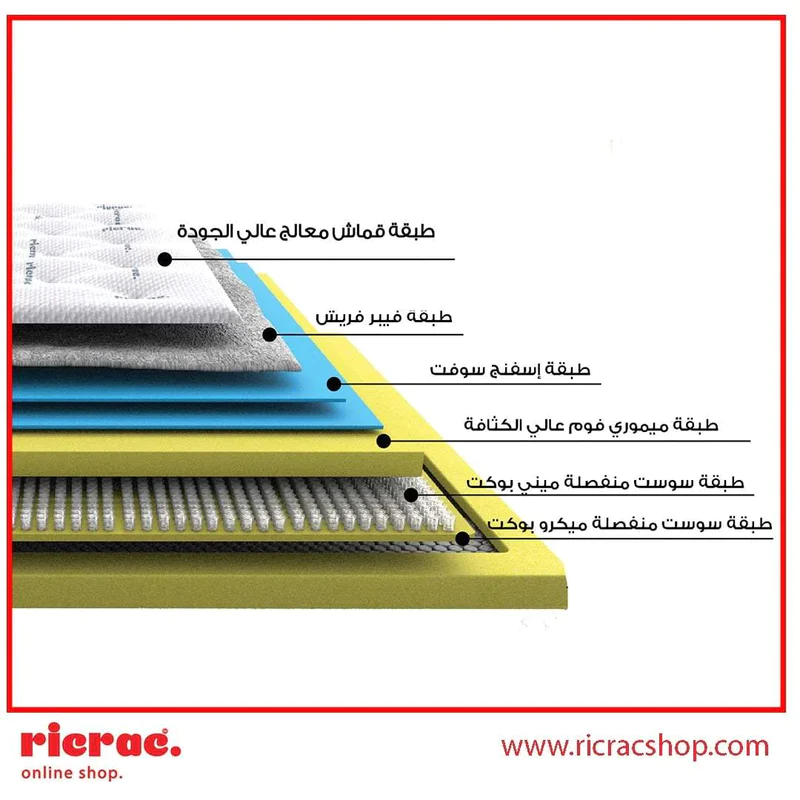 طبقة قماش معالج عالي الجودة
طبقة فيبر فريش
طبقة إسفنج سوفت
طبقة ميموري فوم عالي الكثافة
طبقة سوست منفصلة ميني بوكت
طبقة سوست منفصلة ميكرو بوكت
ricrac.
online shop.
www.ricracshop.com